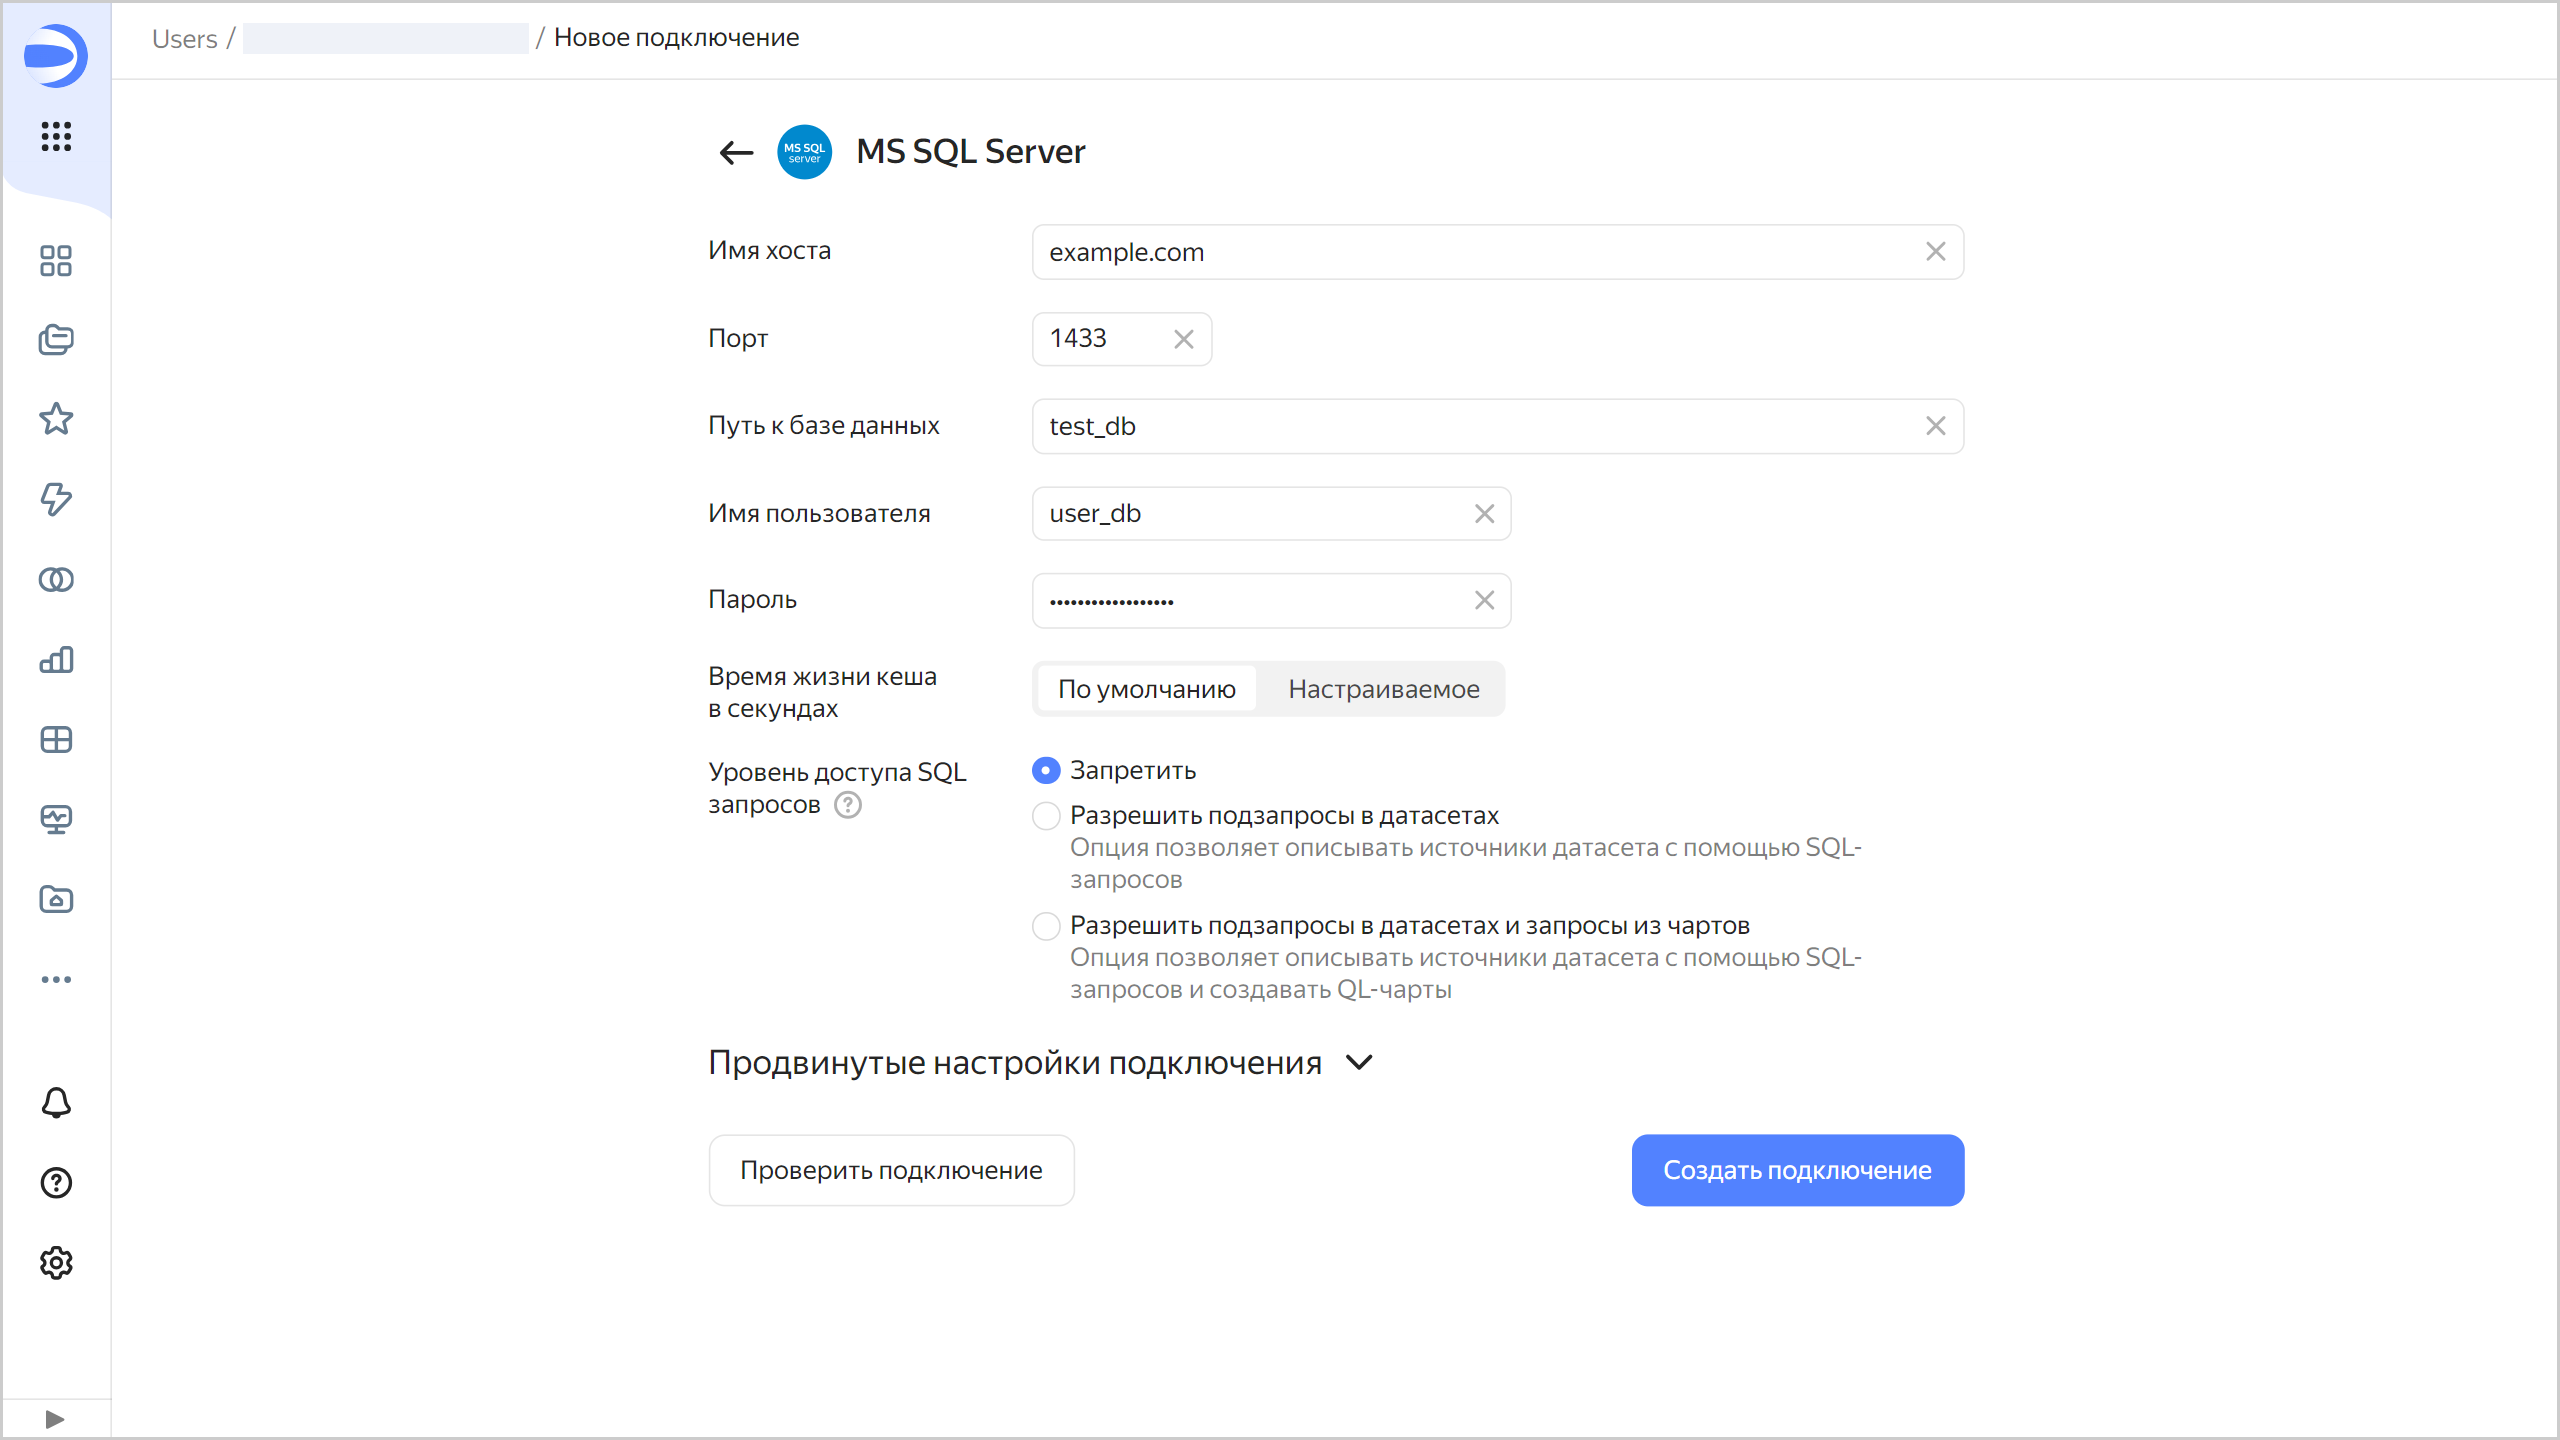 Users / / Новое подключение
MS SQL
server
MS SQL Server
Имя хоста
example.com
Порт
1433
Путь к базе данных
test_db
Имя пользователя
user_db
Пароль
••••••••••••••••••
Время жизни кеша
в секундах
По умолчанию Настраиваемое
Уровень доступа SQL
запросов
Запретить
Разрешить подзапросы в датасетах
Опция позволяет описывать источники датасета с помощью SQL-
запросов
Разрешить подзапросы в датасетах и запросы из чартов
Опция позволяет описывать источники датасета с помощью SQL-
запросов и создавать QL-чарты
Продвинутые настройки подключения
Проверить подключение
Создать подключение